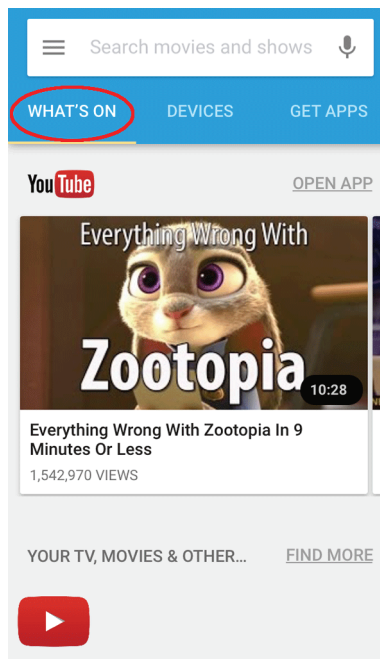 Search movies and shows
WHAT'S ON DEVICES GET APPS
YouTube OPEN APP
Everything Wrong With
Zootopia
10:28
Everything Wrong With Zootopia In 9
Minutes Or Less
1,542,970 VIEWS
YOUR TV, MOVIES & OTHER... FIND MORE